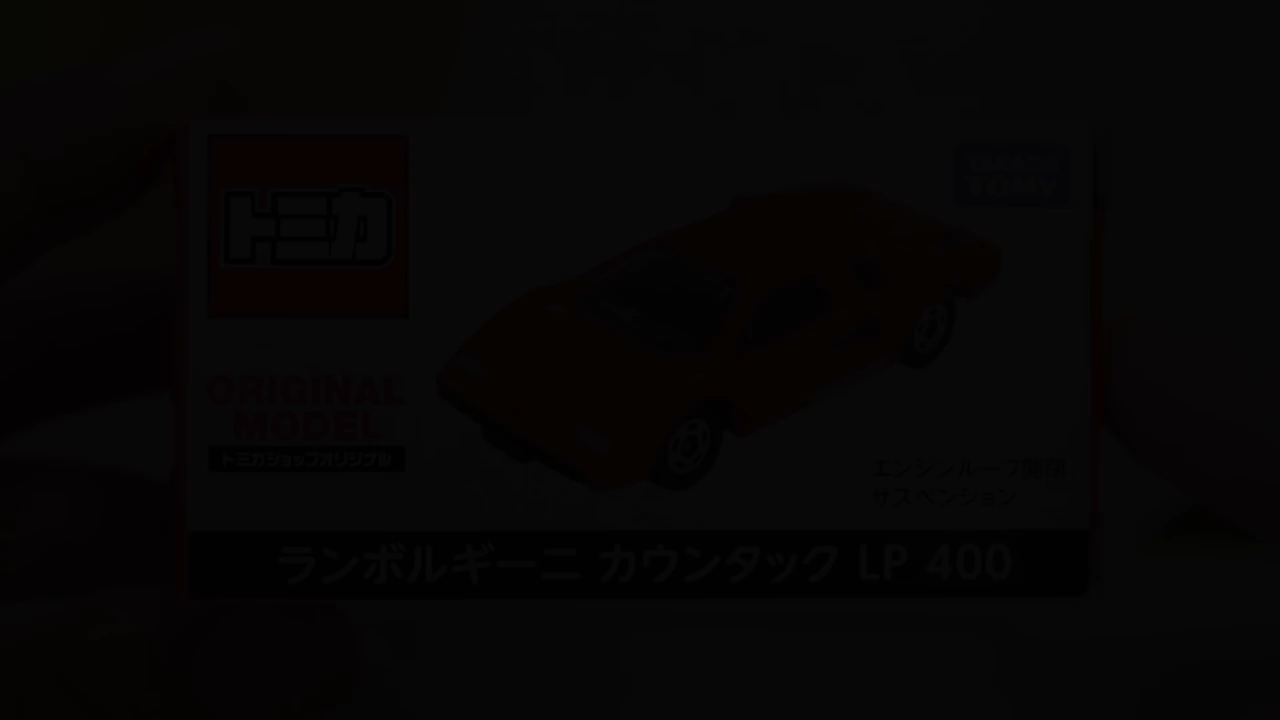 トミカ
TAKARA
TOMY
ORIGINAL
MODEL
トミカショップオリジナル
エンジンルーフ開閉
サスペンション
ランボルギーニ カウンタック LP 400